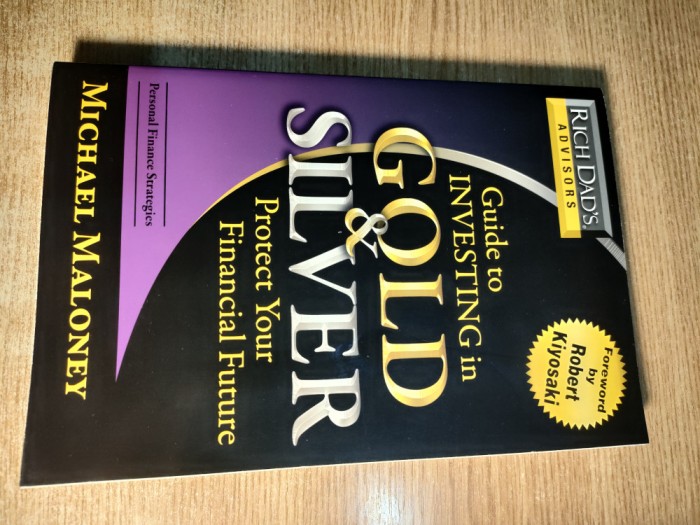 RICH DAD'S®
ADVISORS
Guide to
INVESTING in
GOLD
&
SILVER
Protect Your
Financial Future
Foreword
by
Robert
Kiyosaki
Personal Finance Strategies
MICHAEL MALONEY